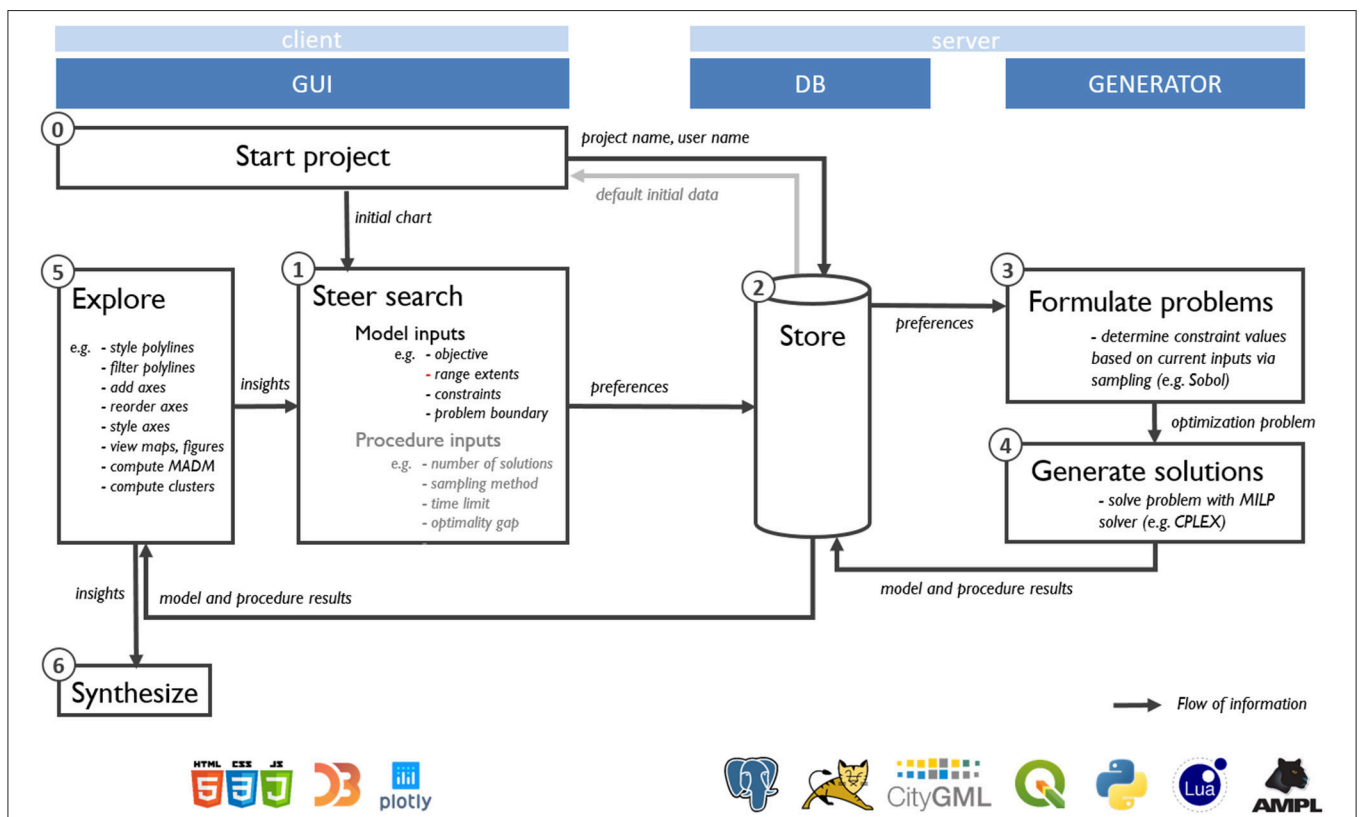 client
server
GUI
DB
GENERATOR
0
Start project
project name, user name
default initial data
initial chart
5
Explore
e.g. - style polylines
- filter polylines
- add axes
- reorder axes
- style axes
- view maps, figures
- compute MADM
- compute clusters
insights
1
Steer search
Model inputs
e.g. - objective
- range extents
- constraints
- problem boundary
Procedure inputs
e.g. - number of solutions
- sampling method
- time limit
- optimality gap
-
preferences
2
Store
preferences
3
Formulate problems
- determine constraint values
based on current inputs via
sampling (e.g. Sobol)
optimization problem
4
Generate solutions
- solve problem with MILP
solver (e.g. CPLEX)
model and procedure results
insights
model and procedure results
6
Synthesize
Flow of information
HTML CSS JS
5 3 J
D3
plotly
CityGML
Lua
AMPL